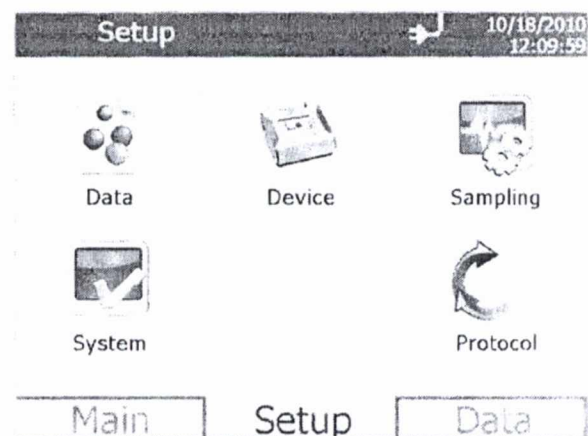 Setup
10/18/2010
12:09:59
Data
Device
Sampling
System
Protocol
Main
Setup
Data